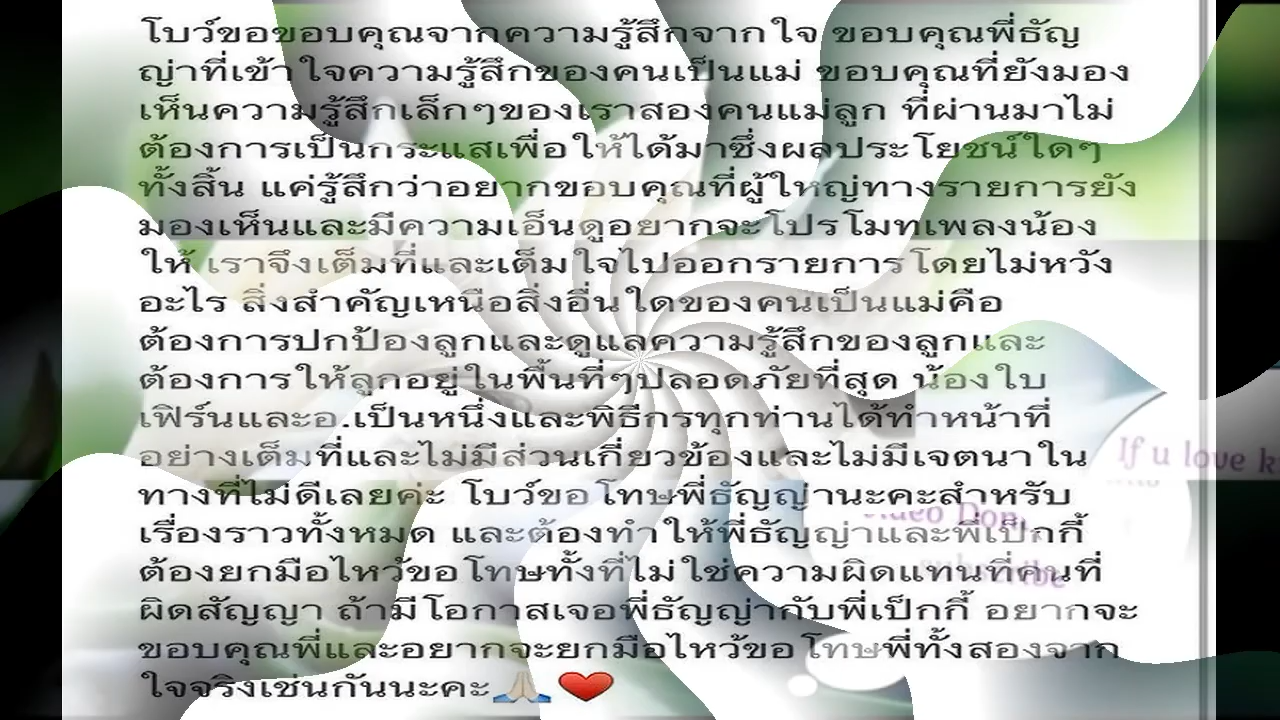 โบว์ขอขอบคุณจากความรู้สึกจากใจ ขอบคุณพี่ธัญ
ญ่าที่เข้าใจความรู้สึกของคนเป็นแม่ ขอบคุณที่ยังมอง
เห็นความรู้สึกเล็กๆของเราสองคนแม่ลูก ที่ผ่านมาไม่
ต้องการเป็นกระแสเพื่อให้ได้มาซึ่งผลประโยชน์ใดๆ
ทั้งสิ้น แค่รู้สึกว่าอยากขอบคุณที่ผู้ใหญ่ทางรายการยัง
มองเห็นและมีความเอ็นดูอยากจะโปรโมทเพลงน้อง
ให้ เราจึงเต็มที่และเต็มใจไปออกรายการโดยไม่หวัง
อะไร สิ่งสำคัญเหนือสิ่งอื่นใดของคนเป็นแม่คือ
ต้องการปกป้องลูกและดูแลความรู้สึกของลูกและ
ต้องการให้ลูกอยู่ในพื้นที่ๆปลอดภัยที่สุด น้องใบ
เฟิร์นและอ.เป็นหนึ่งและพิธีกรทุกท่านได้ทำหน้าที่
อย่างเต็มที่และไม่มีส่วนเกี่ยวข้องและไม่มีเจตนาใน
ทางที่ไม่ดีเลยค่ะ โบว์ขอโทษพี่ธัญญ่านะคะสำหรับ
เรื่องราวทั้งหมด และต้องทำให้พี่ธัญญ่าและพี่เป็กกี้
ต้องยกมือไหว้ขอโทษทั้งที่ไม่ใช่ความผิดแทนที่คนที่
ผิดสัญญา ถ้ามีโอกาสเจอพี่ธัญญ่ากับพี่เป็กกี้ อยากจะ
ขอบคุณพี่และอยากจะยกมือไหว้ขอโทษพี่ทั้งสองจาก
ใจจริงเช่นกันนะคะ🙏❤
If u love